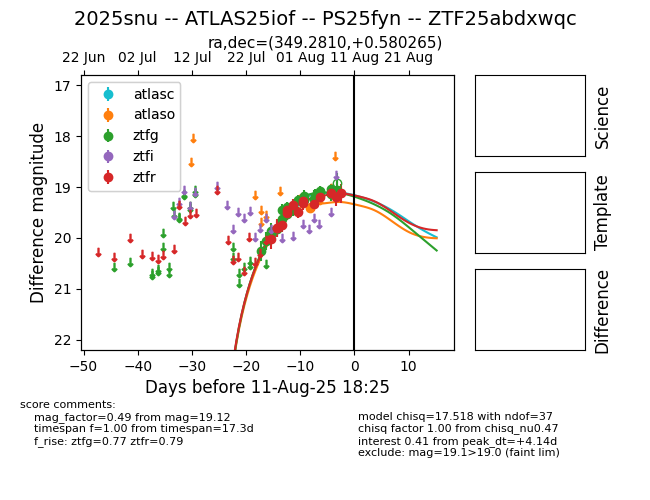 2025snu -- ATLAS25iof -- PS25fyn -- ZTF25abdxwqc
ra,dec=(349.2810,+0.580265)
22 Jun 02 Jul 12 Jul 22 Jul 01 Aug 11 Aug 21 Aug
17
18
19
20
21
22
Difference magnitude
atlasc
atlaso
ztfg
ztfi
ztfr
−50 −40 −30 −20 −10 0 10
Days before 11-Aug-25 18:25
Science
Template
Difference
score comments:
mag_factor=0.49 from mag=19.12
timespan f=1.00 from timespan=17.3d
f_rise: ztfg=0.77 ztfr=0.79
model chisq=17.518 with ndof=37
chisq factor 1.00 from chisq_nu0.47
interest 0.41 from peak_dt=+4.14d
exclude: mag=19.1>19.0 (faint lim)